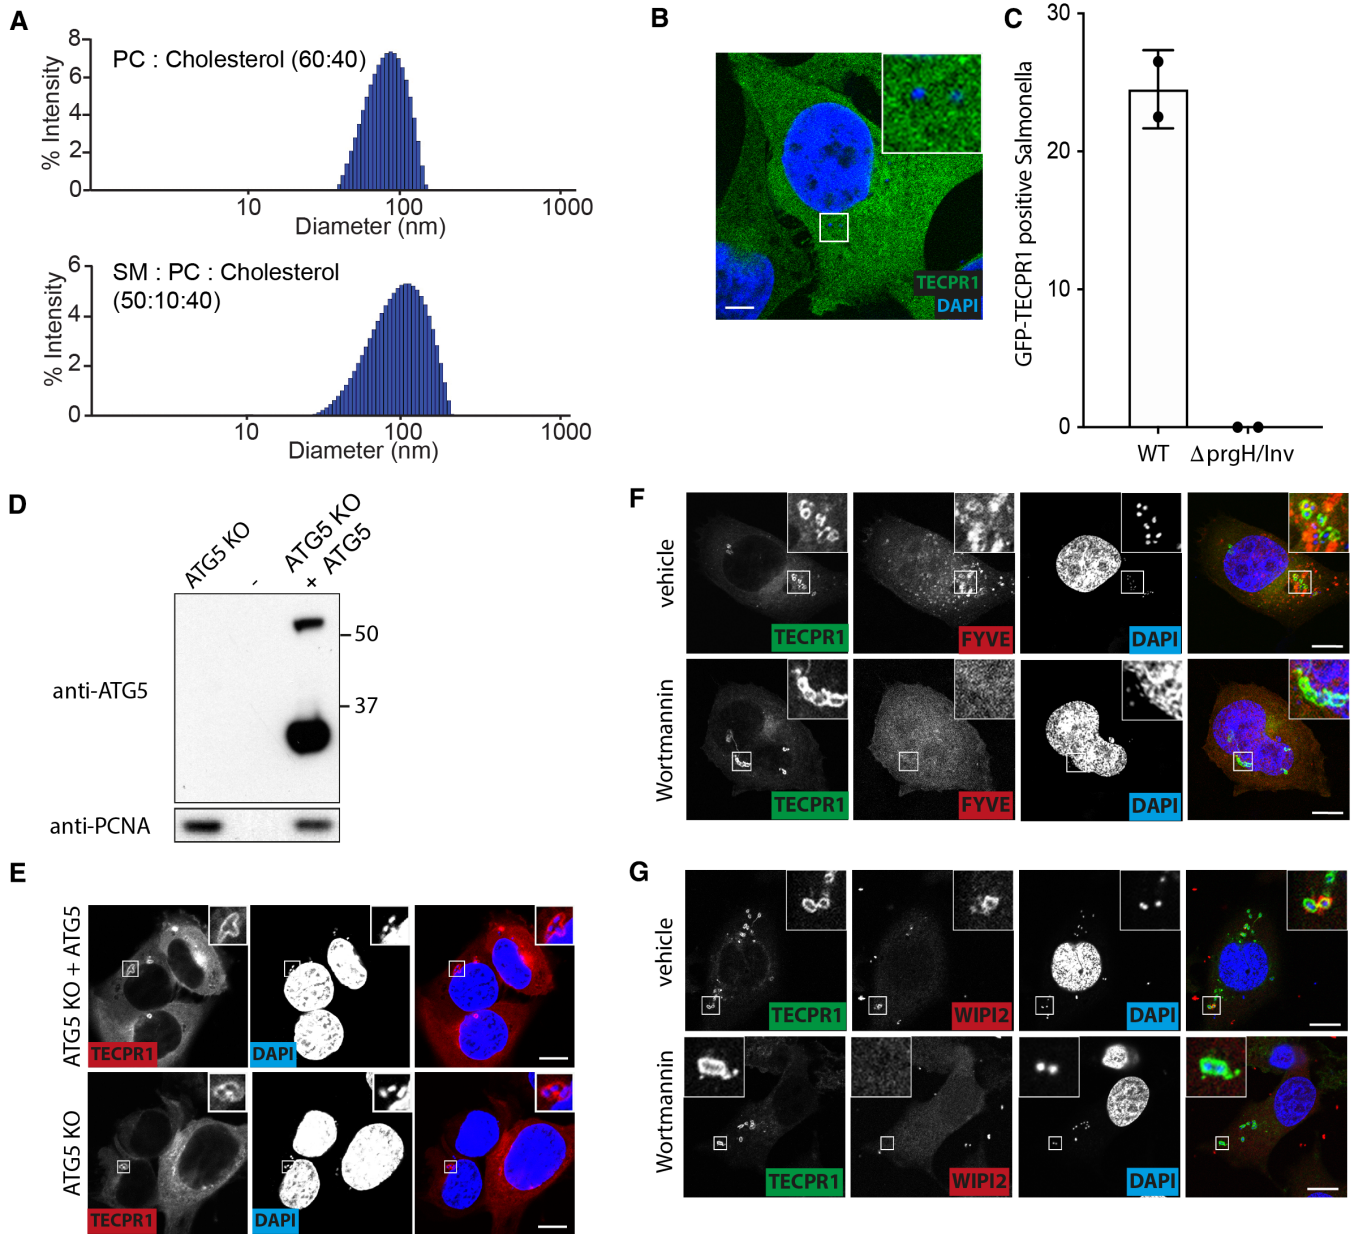 A
8
6
4
2
0
% Intensity
PC : Cholesterol (60:40)
10
100
1000
Diameter (nm)
6
4
2
0
% Intensity
SM : PC : Cholesterol
(50:10:40)
10
100
1000
Diameter (nm)
B
TECPR1
DAPI
C
30
20
10
0
GFP-TECPR1 positive Salmonella
WT
ΔprgH/Inv
D
ATG5 KO
-
ATG5 KO
+ ATG5
50
37
anti-ATG5
anti-PCNA
E
ATG5 KO + ATG5
TECPR1
DAPI
ATG5 KO
TECPR1
DAPI
F
vehicle
TECPR1
FYVE
DAPI
Wortmannin
TECPR1
FYVE
DAPI
G
vehicle
TECPR1
WIPI2
DAPI
Wortmannin
TECPR1
WIPI2
DAPI